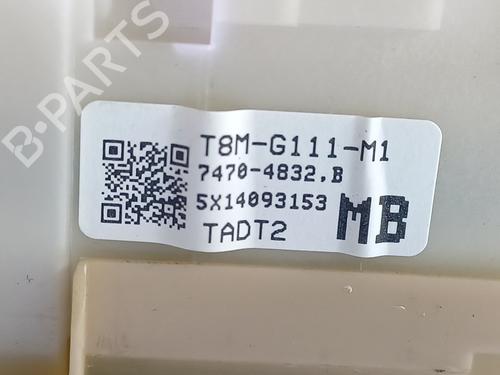 B-PARTS
T8M-G111-M1
7470-4832.B
5X14093153
TADT2
MB